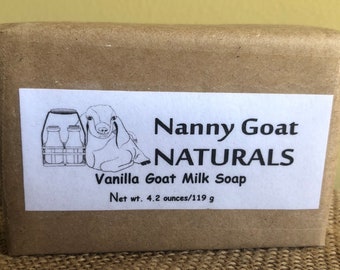 Nanny Goat
NATURALS
Vanilla Goat Milk Soap
Net wt. 4.2 ounces/119 g